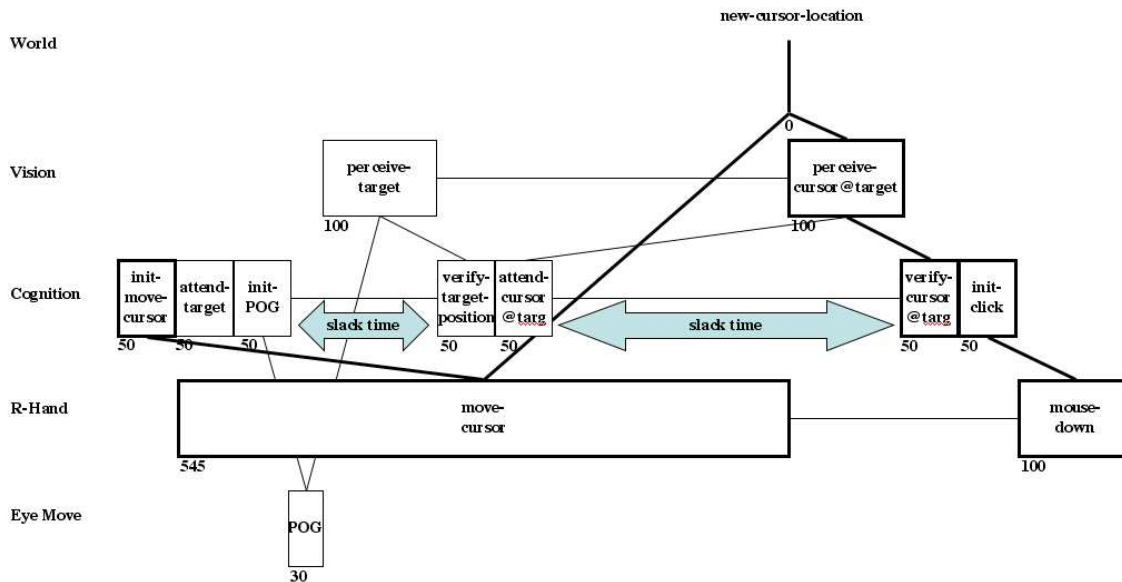 new-cursor-location
World
0
Vision
perceive-
target
100
perceive-
cursor@target
100
Cognition
init-
move-
cursor
50
attend-
target
50
init-
POG
50
slack time
verify-
target-
position
50
attend-
cursor
@targ
50
slack time
verify-
cursor
@targ
50
init-
click
50
R-Hand
move-
cursor
545
mouse-
down
100
Eye Move
POG
30